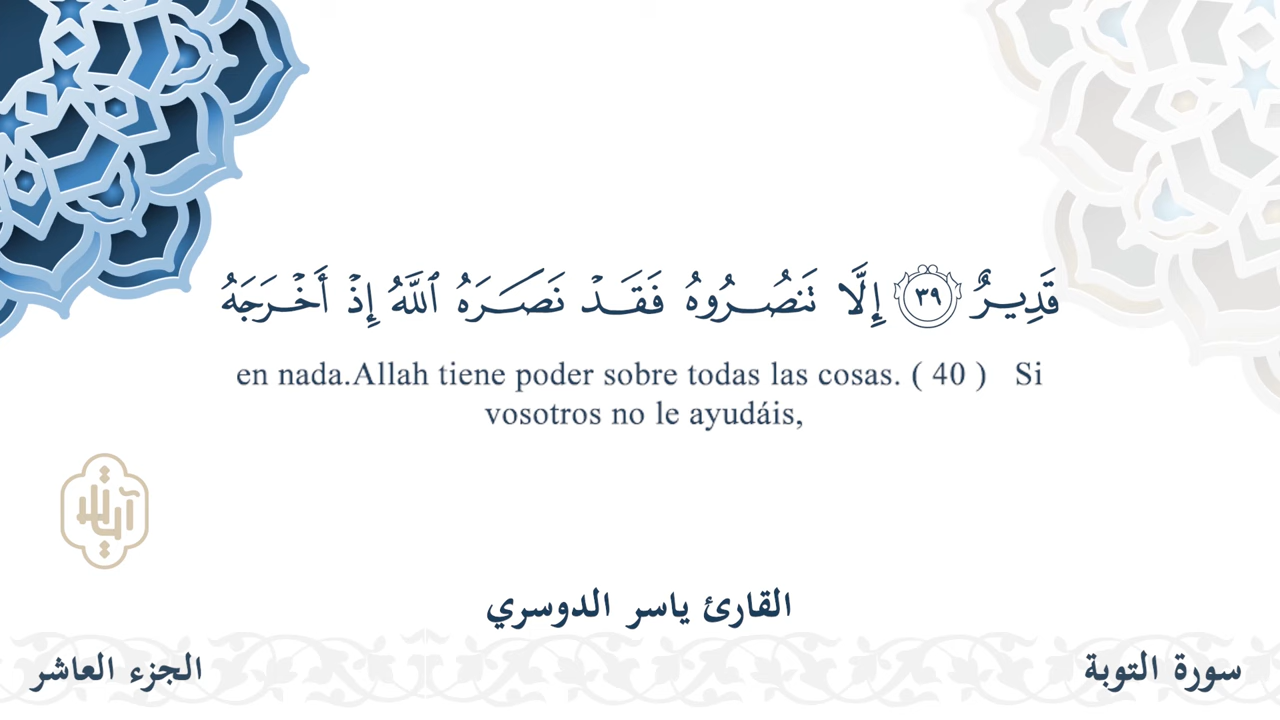 قَدِيرٌ ٣٩ إِلَّا تَنصُرُوهُ فَقَدْ نَصَرَهُ ٱللَّهُ إِذْ أَخْرَجَهُ
en nada.Allah tiene poder sobre todas las cosas. ( 40 ) Si
vosotros no le ayudáis,
القارئ ياسر الدوسري
سورة التوبة
الجزء العاشر